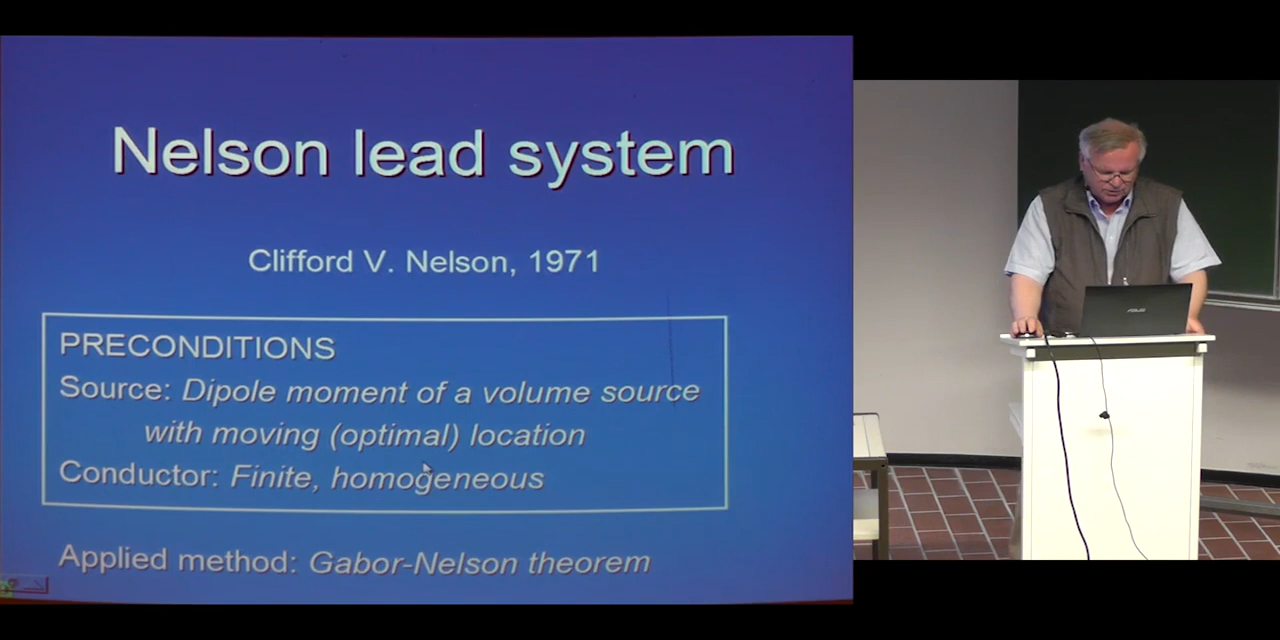 Nelson lead system
Clifford V. Nelson, 1971
PRECONDITIONS
Source: Dipole moment of a volume source
with moving (optimal) location
Conductor: Finite, homogeneous
Applied method: Gabor-Nelson theorem
ASUS